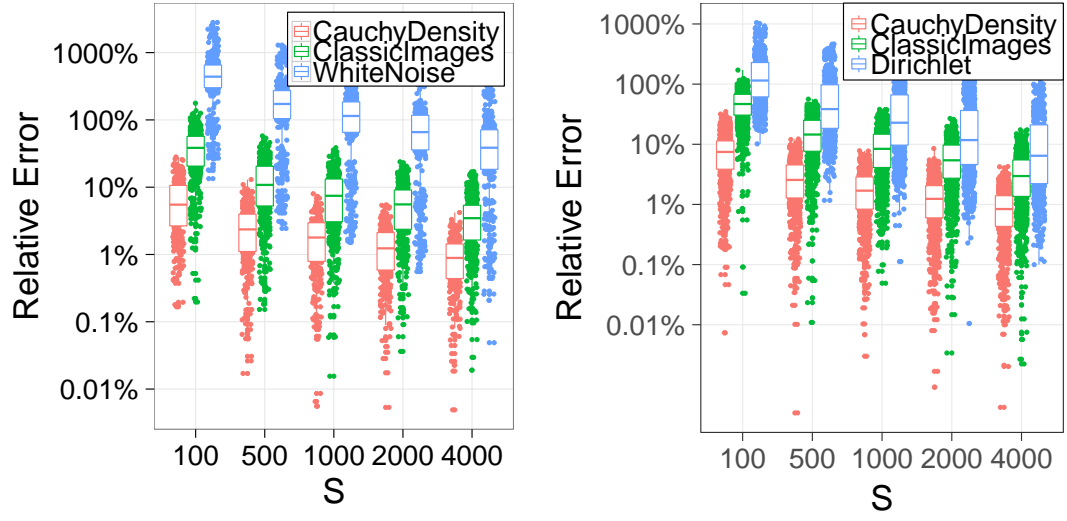 CauchyDensity
ClassicImages
WhiteNoise
Relative Error
1000%
100%
10%
1%
0.1%
0.01%
100 500 1000 2000 4000
S
CauchyDensity
ClassicImages
Dirichlet
Relative Error
1000%
100%
10%
1%
0.1%
0.01%
100 500 1000 2000 4000
S